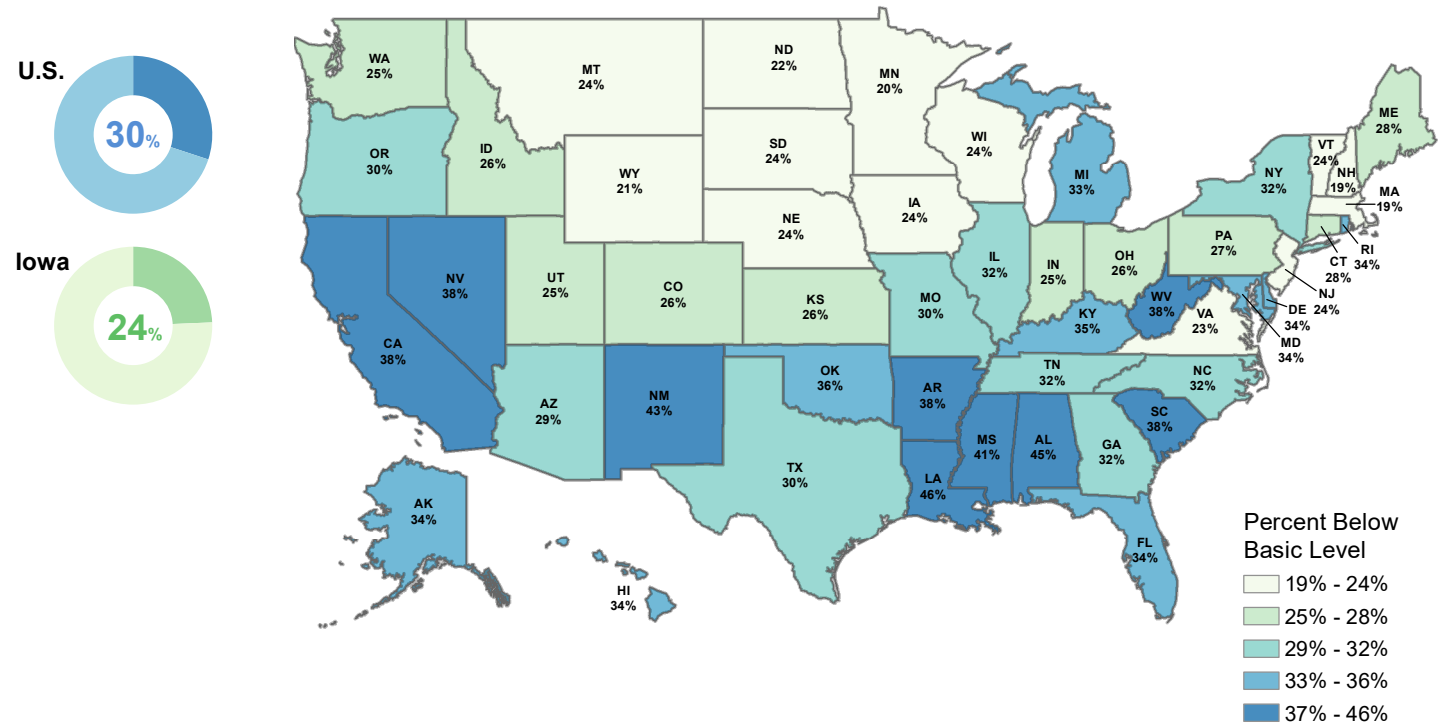 U.S.
30%
Iowa
24%
WA
25%
OR
30%
ID
26%
MT
24%
ND
22%
MN
20%
SD
24%
WI
24%
WY
21%
NE
24%
IA
24%
MI
33%
NY
32%
VT
24%
NH
19%
ME
28%
MA
19%
RI
34%
CT
28%
NJ
24%
PA
27%
DE
34%
MD
34%
CA
38%
NV
38%
UT
25%
CO
26%
KS
26%
MO
30%
IL
32%
IN
25%
OH
26%
WV
38%
VA
23%
KY
35%
TN
32%
NC
32%
SC
38%
GA
32%
AZ
29%
NM
43%
OK
36%
AR
38%
TX
30%
LA
46%
MS
41%
AL
45%
FL
34%
AK
34%
HI
34%
Percent Below
Basic Level
19% - 24%
25% - 28%
29% - 32%
33% - 36%
37% - 46%